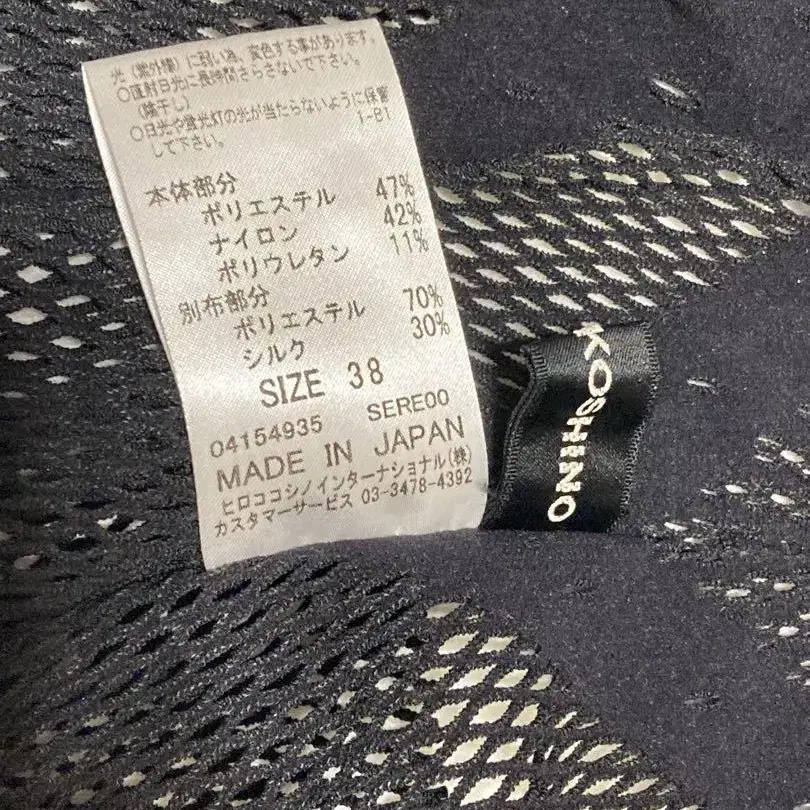 光（紫外線）に弱い為、変色する事があります。
〇直射日光に長時間さらさないで下さい。
（陰干し）
〇日光や蛍光灯の光が当たらないように保管
して下さい。 1-B1
本体部分
ポリエステル 47%
ナイロン 42%
ポリウレタン 11%
別布部分
ポリエステル 70%
シルク 30%
SIZE 38
04154935 SERE00
MADE IN JAPAN
ヒロココシノインターナショナル(株)
カスタマーサービス 03-3478-4392
KOSHINO